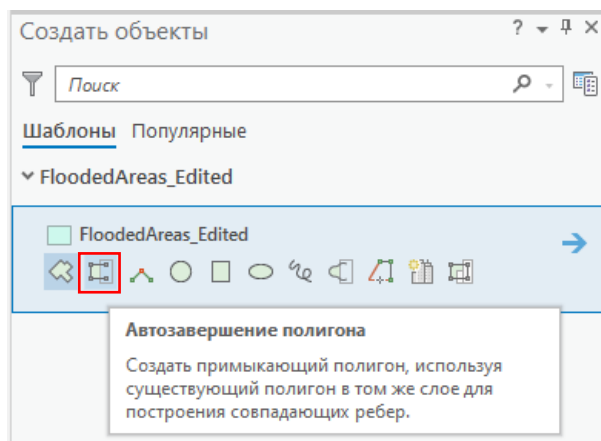 Создать объекты
?
Поиск
Шаблоны Популярные
FloodedAreas_Edited
FloodedAreas_Edited
Автозавершение полигона
Создать примыкающий полигон, используя
существующий полигон в том же слое для
построения совпадающих ребер.